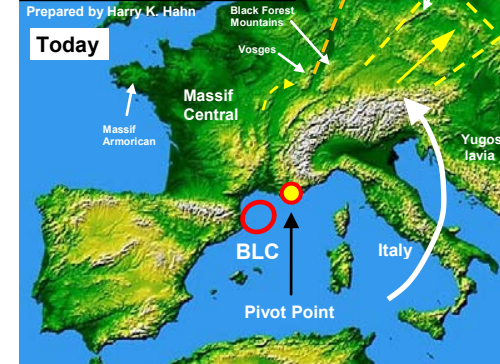 Prepared by Harry K. Hahn
Black Forest
Mountains
Today
Vosges
Massif
Central
Massif
Armorican
Yugos
lavia
BLC
Italy
Pivot Point